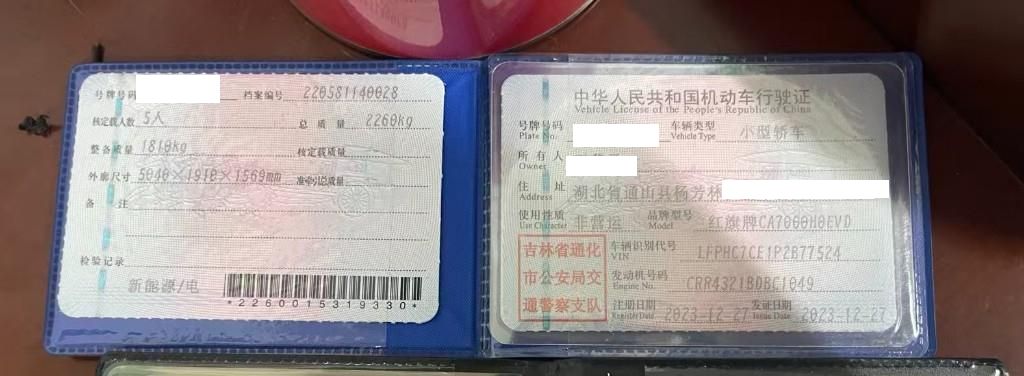 号牌号码 档案编号 220581140028
核定载人数 5人 总质量 2260kg
整备质量 1810kg 核定载质量
外廓尺寸 5040×1910×1569mm 准牵引总质量
备注
检验记录
新能源/电
*2260015319330*
中华人民共和国机动车行驶证
Vehicle License of the People's Republic of China
号牌号码 车辆类型 小型轿车
Plate No. Vehicle Type
所有人
Owner
住址 湖北省通山县杨芳林
Address
使用性质 非营运 品牌型号 红旗牌CA7000H0EVD
Use Character Model
吉林省通化
市公安局交
通警察支队
车辆识别代号 LFPHC7CE1P2B77524
VIN
发动机号码 CRR4321BDBC1049
Engine No.
注册日期 2023-12-27 发证日期 2023-12-27
Register Date Issue Date